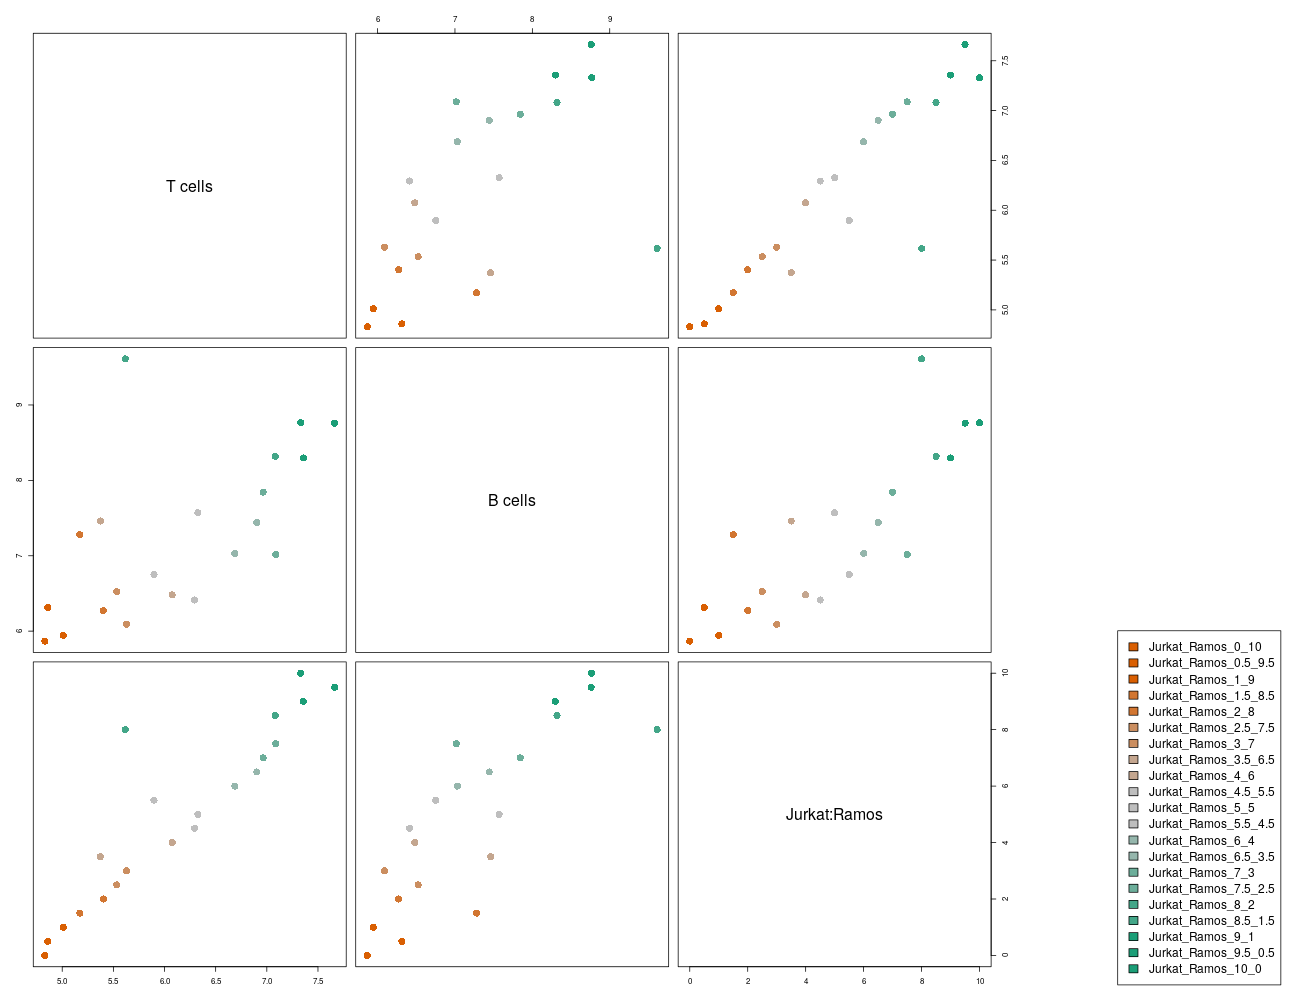 6 7 8 9
T cells
7.5
7.0
6.5
6.0
5.5
5.0
9
8
7
6
B cells
Jurkat:Ramos
10
8
6
4
2
0
5.0 5.5 6.0 6.5 7.0 7.5
0 2 4 6 8 10
Jurkat_Ramos_0_10
Jurkat_Ramos_0.5_9.5
Jurkat_Ramos_1_9
Jurkat_Ramos_1.5_8.5
Jurkat_Ramos_2_8
Jurkat_Ramos_2.5_7.5
Jurkat_Ramos_3_7
Jurkat_Ramos_3.5_6.5
Jurkat_Ramos_4_6
Jurkat_Ramos_4.5_5.5
Jurkat_Ramos_5_5
Jurkat_Ramos_5.5_4.5
Jurkat_Ramos_6_4
Jurkat_Ramos_6.5_3.5
Jurkat_Ramos_7_3
Jurkat_Ramos_7.5_2.5
Jurkat_Ramos_8_2
Jurkat_Ramos_8.5_1.5
Jurkat_Ramos_9_1
Jurkat_Ramos_9.5_0.5
Jurkat_Ramos_10_0